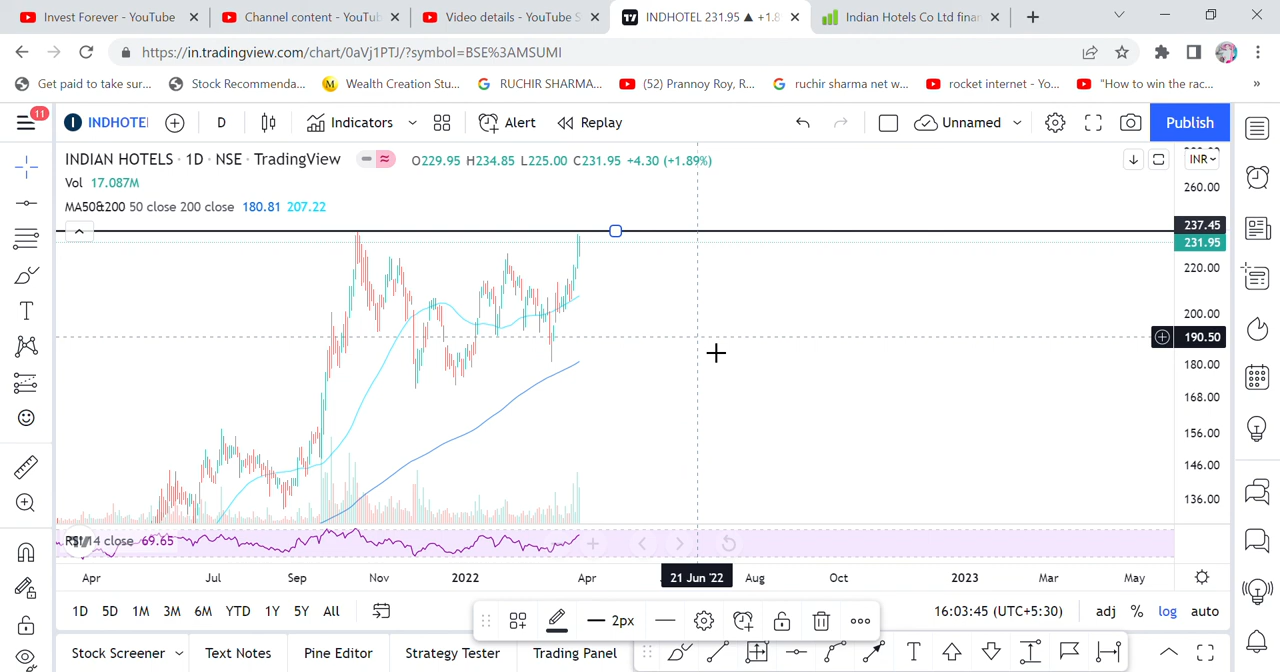 Invest Forever - YouTube
Channel content - YouTu
Video details - YouTube S
INDHOTEL 231.95 ▲ +1.8
Indian Hotels Co Ltd finan
https://in.tradingview.com/chart/0aVj1PTJ/?symbol=BSE%3AMSUMI
Get paid to take sur...
Stock Recommenda...
M Wealth Creation Stu...
RUCHIR SHARMA...
(52) Prannoy Roy, R...
ruchir sharma net w...
rocket internet - Yo...
"How to win the rac...
»
11
I INDHOTEL
D
Indicators
Alert
Replay
Unnamed
Publish
INDIAN HOTELS · 1D · NSE · TradingView
O229.95 H234.85 L225.00 C231.95 +4.30 (+1.89%)
INR
Vol 17.087M
MA50&200 50 close 200 close 180.81 207.22
260.00
237.45
231.95
220.00
200.00
190.50
180.00
168.00
156.00
146.00
136.00
RSI 14 close 69.65
Apr
Jul
Sep
Nov
2022
Apr
21 Jun '22
Aug
Oct
2023
Mar
May
1D 5D 1M 3M 6M YTD 1Y 5Y All
2px
16:03:45 (UTC+5:30)
adj % log auto
Stock Screener
Text Notes
Pine Editor
Strategy Tester
Trading Panel